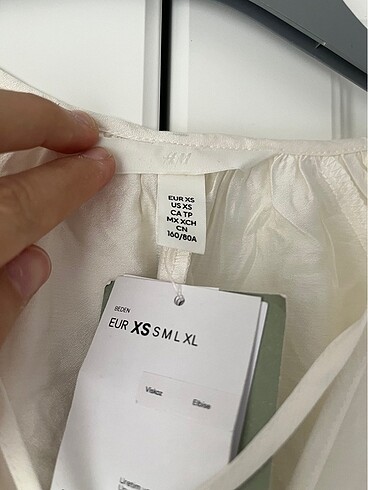 H&M
EUR XS
US XS
CA TP
MX XCH
CN
160/80A
BEDEN
EUR XS S M L XL
Viskoz Elbise